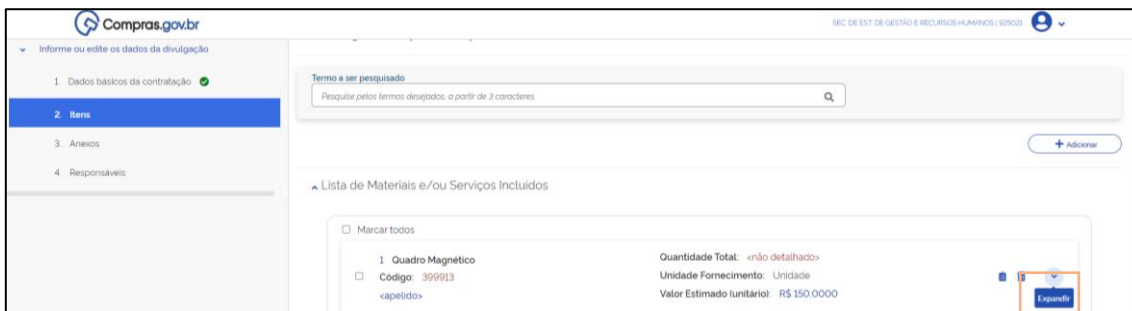 Compras.gov.br
SEC. DE EST. DE GESTÃO E RECURSOS HUMANOS | 925021
Informe ou edite os dados da divulgação
1. Dados básicos da contratação
2. Itens
3. Anexos
4. Responsáveis
Termo a ser pesquisado
Pesquise pelos termos desejados, a partir de 3 caracteres
Adicionar
Lista de Materiais e/ou Serviços Incluídos
Marcar todos
1 Quadro Magnético
Código: 399913
<apelido>
Quantidade Total: <não detalhado>
Unidade Fornecimento: Unidade
Valor Estimado (unitário): R$ 150,0000
Expandir